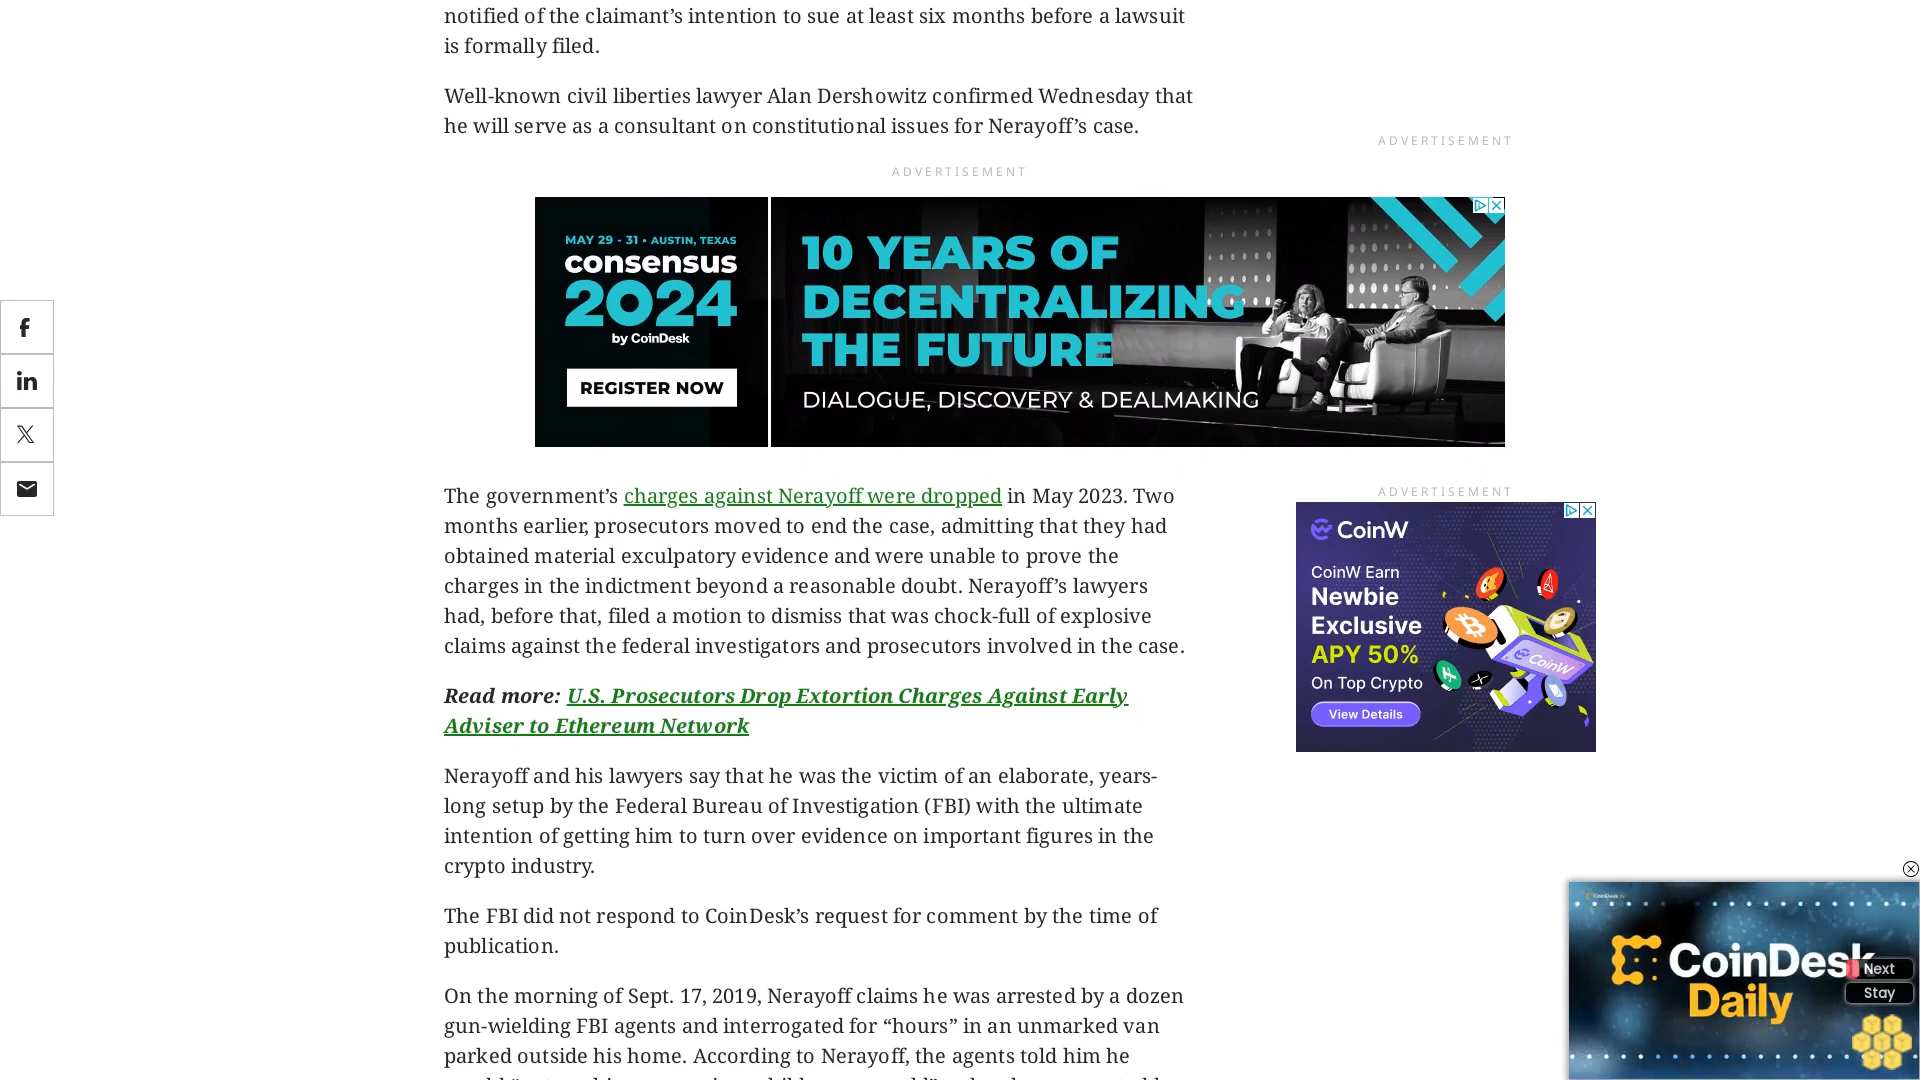 notified of the claimant’s intention to sue at least six months before a lawsuit
is formally filed.
Well-known civil liberties lawyer Alan Dershowitz confirmed Wednesday that
he will serve as a consultant on constitutional issues for Nerayoff’s case.
ADVERTISEMENT
ADVERTISEMENT
MAY 29 - 31 • AUSTIN, TEXAS
consensus
2024
by CoinDesk
REGISTER NOW
10 YEARS OF
DECENTRALIZING
THE FUTURE
DIALOGUE, DISCOVERY & DEALMAKING
The government’s charges against Nerayoff were dropped in May 2023. Two
months earlier, prosecutors moved to end the case, admitting that they had
obtained material exculpatory evidence and were unable to prove the
charges in the indictment beyond a reasonable doubt. Nerayoff’s lawyers
had, before that, filed a motion to dismiss that was chock-full of explosive
claims against the federal investigators and prosecutors involved in the case.
Read more: U.S. Prosecutors Drop Extortion Charges Against Early
Adviser to Ethereum Network
Nerayoff and his lawyers say that he was the victim of an elaborate, years-
long setup by the Federal Bureau of Investigation (FBI) with the ultimate
intention of getting him to turn over evidence on important figures in the
crypto industry.
The FBI did not respond to CoinDesk’s request for comment by the time of
publication.
On the morning of Sept. 17, 2019, Nerayoff claims he was arrested by a dozen
gun-wielding FBI agents and interrogated for “hours” in an unmarked van
parked outside his home. According to Nerayoff, the agents told him he
ADVERTISEMENT
CoinW
CoinW Earn
Newbie
Exclusive
APY 50%
On Top Crypto
View Details
CoinW
CoinDesk
Daily
Next
Stay